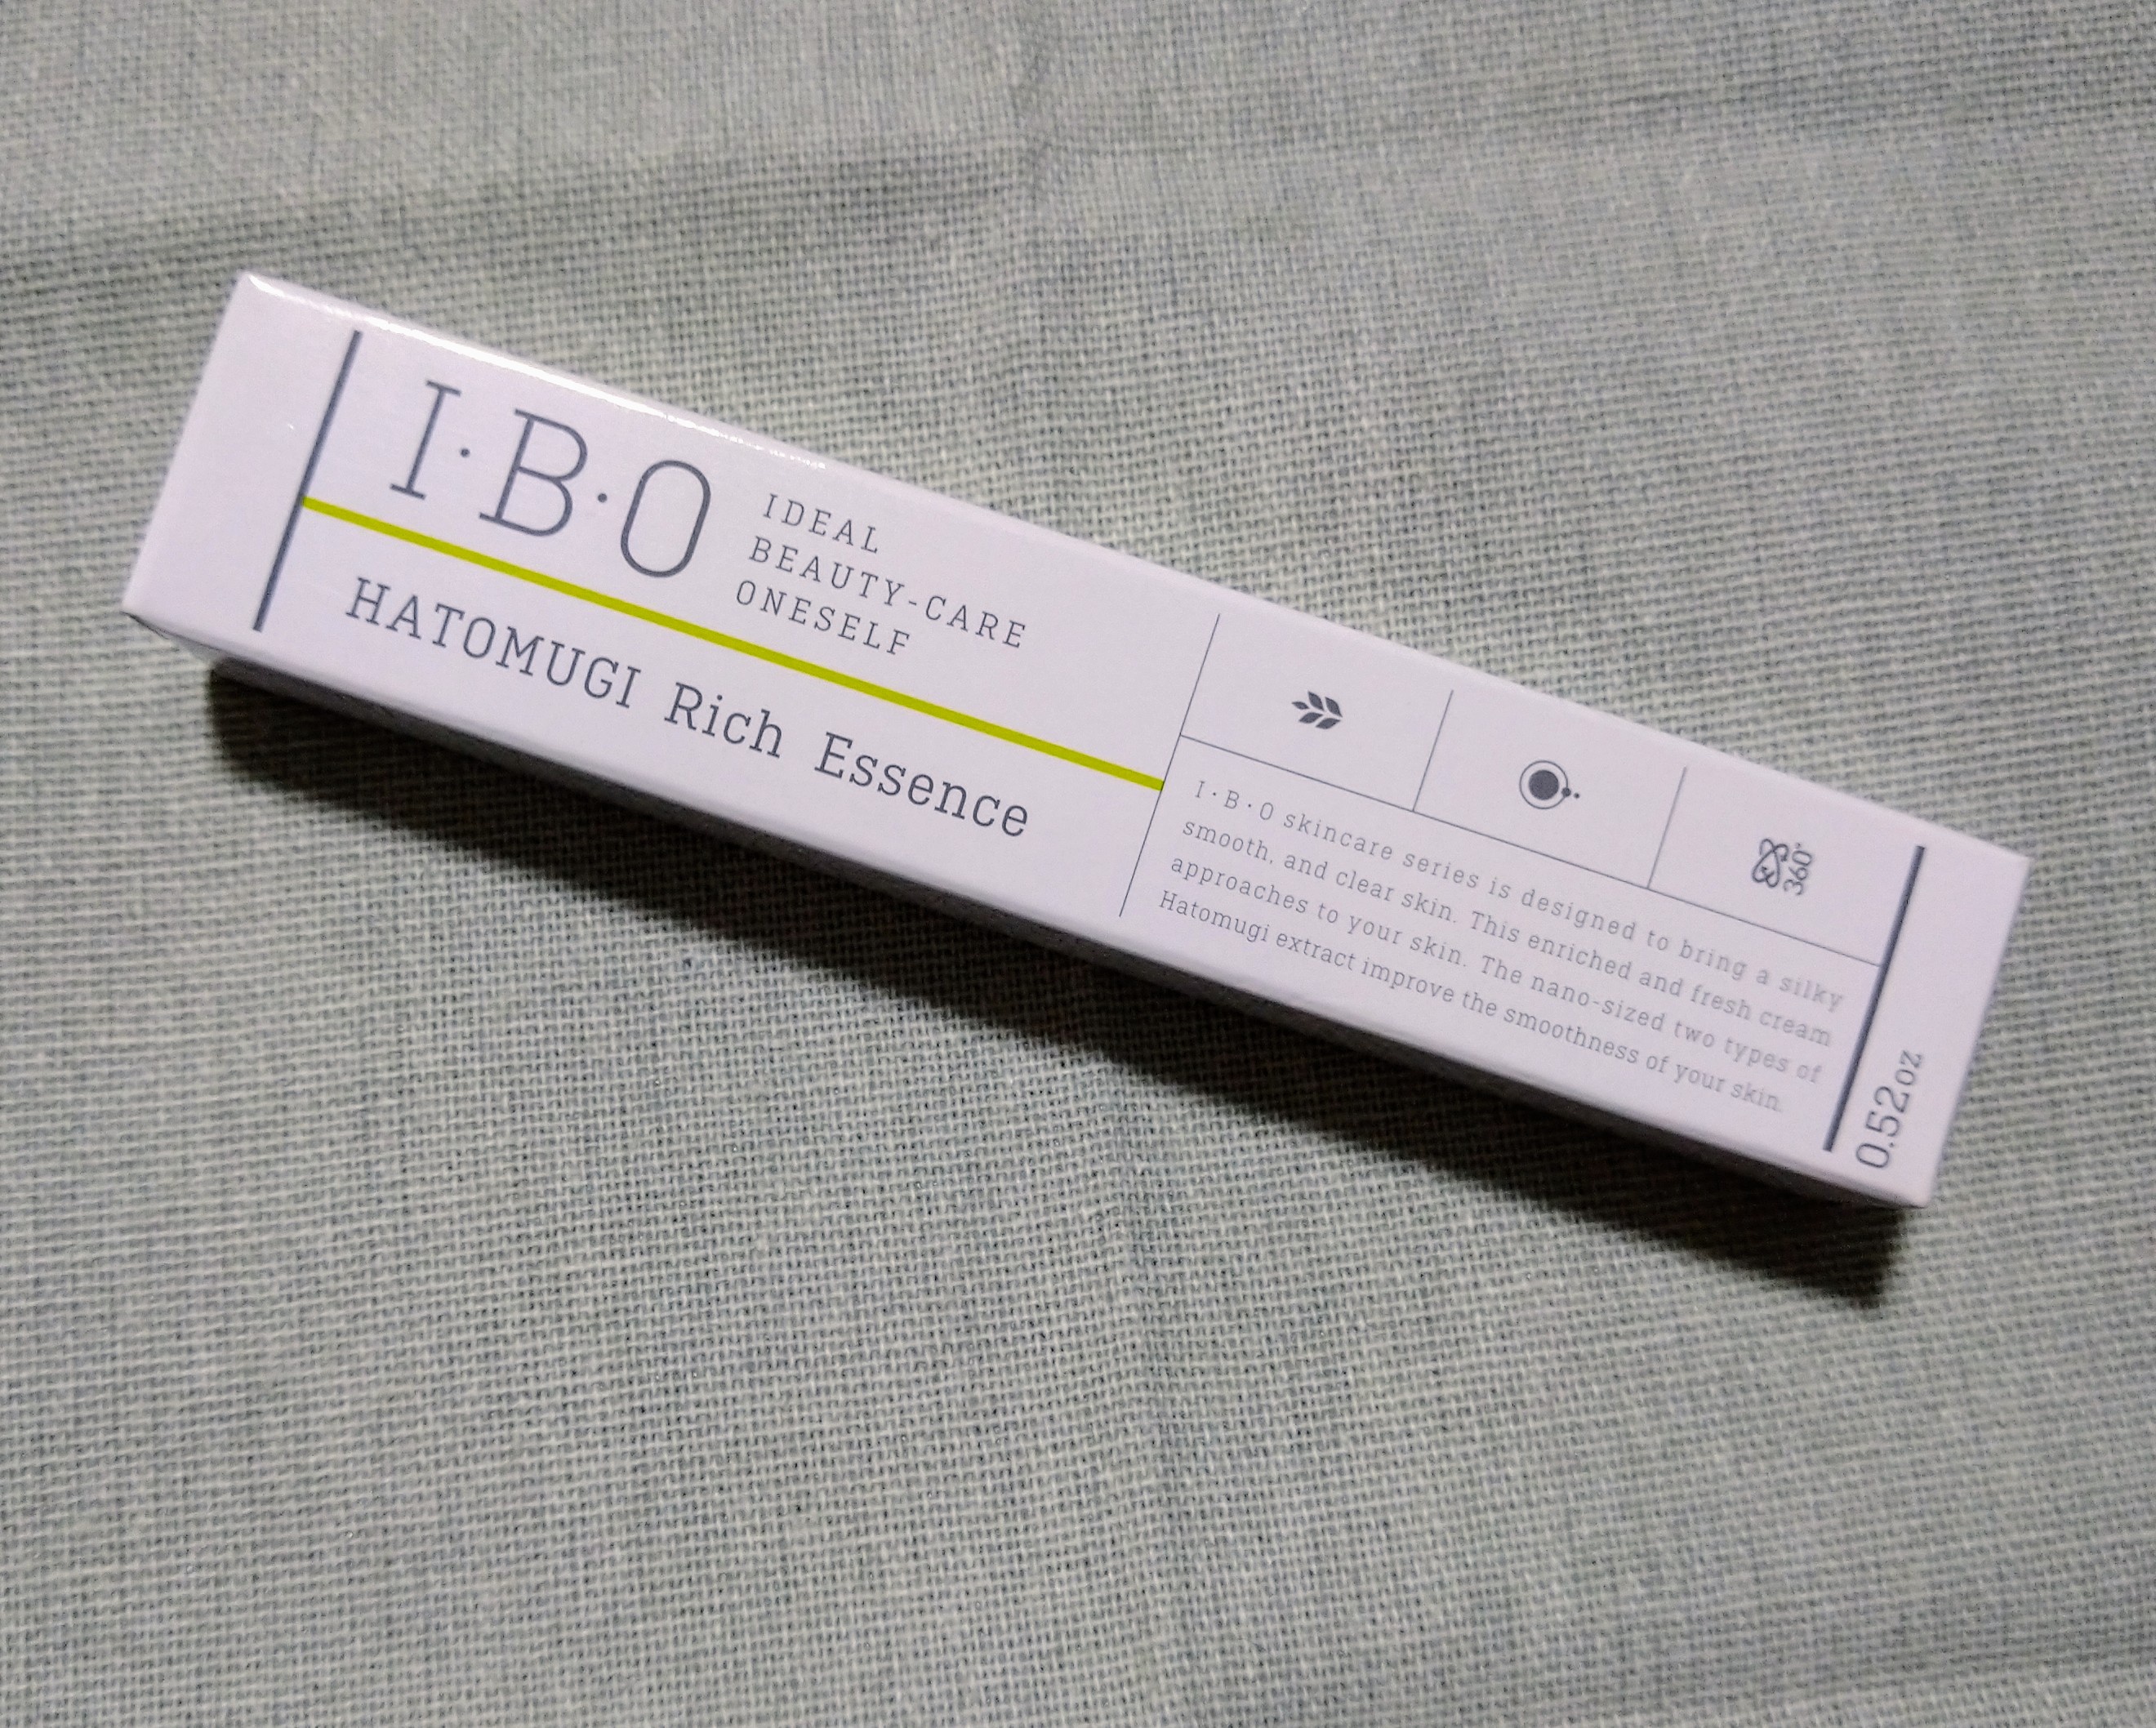 I·B·O
IDEAL
BEAUTY-CARE
ONESELF
HATOMUGI Rich Essence
360°
I·B·O skincare series is designed to bring a silky
smooth, and clear skin. This enriched and fresh cream
approaches to your skin. The nano-sized two types of
Hatomugi extract improve the smoothness of your skin.
0.52oz